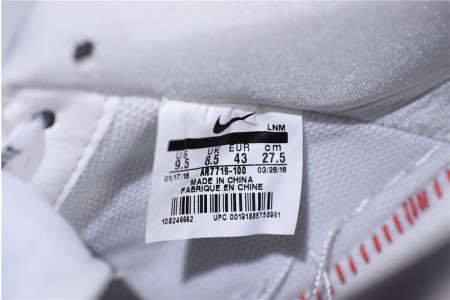 LNM
US UK EUR cm
9.5 8.5 43 27.5
01/17/18 AR7719-100 03/28/18
MADE IN CHINA
FABRIQUE EN CHINE
108246662 UPC 00191885758961